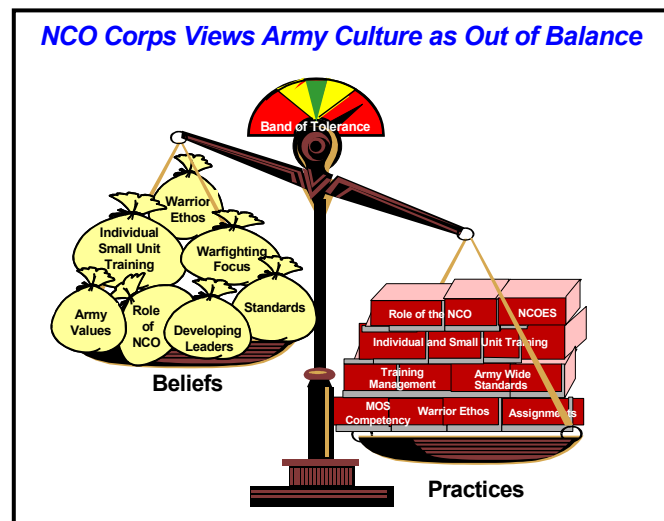 NCO Corps Views Army Culture as Out of Balance
Band of Tolerance
Warrior
Ethos
Individual
Small Unit
Training
Warfighting
Focus
Army
Values
Role
of
NCO
Developing
Leaders
Standards
Beliefs
Role of the NCO
NCOES
Individual and Small Unit Training
Training
Management
Army Wide
Standards
MOS
Competency
Warrior Ethos
Assignments
Practices